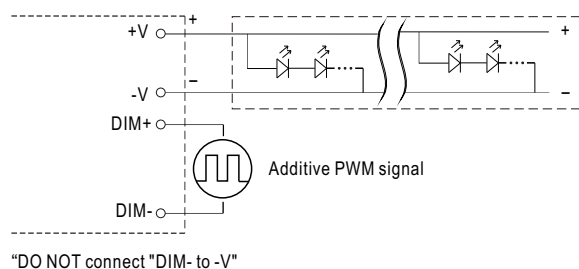 +
+V
+
−
−
-V
DIM+
Additive PWM signal
DIM-
“DO NOT connect "DIM- to -V"